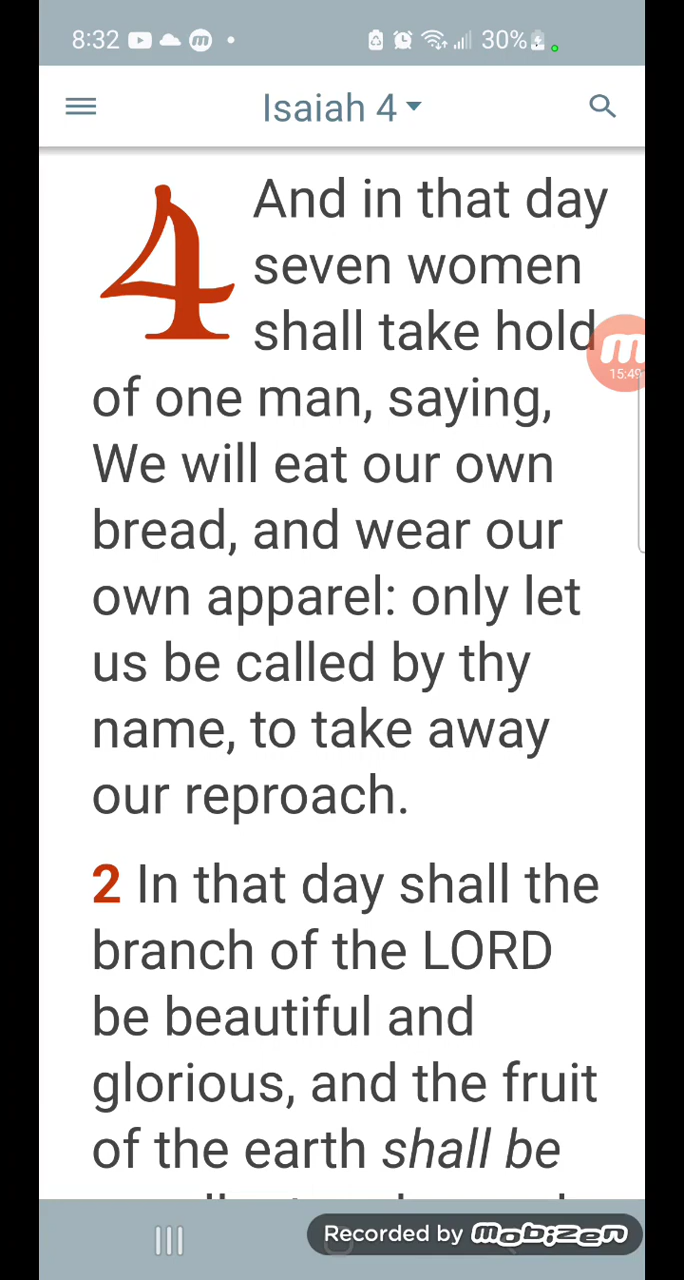 8:32 30%
Isaiah 4
4 And in that day
seven women
shall take hold
of one man, saying,
15:49
We will eat our own
bread, and wear our
own apparel: only let
us be called by thy
name, to take away
our reproach.
2 In that day shall the
branch of the LORD
be beautiful and
glorious, and the fruit
of the earth shall be
Recorded by mobizen